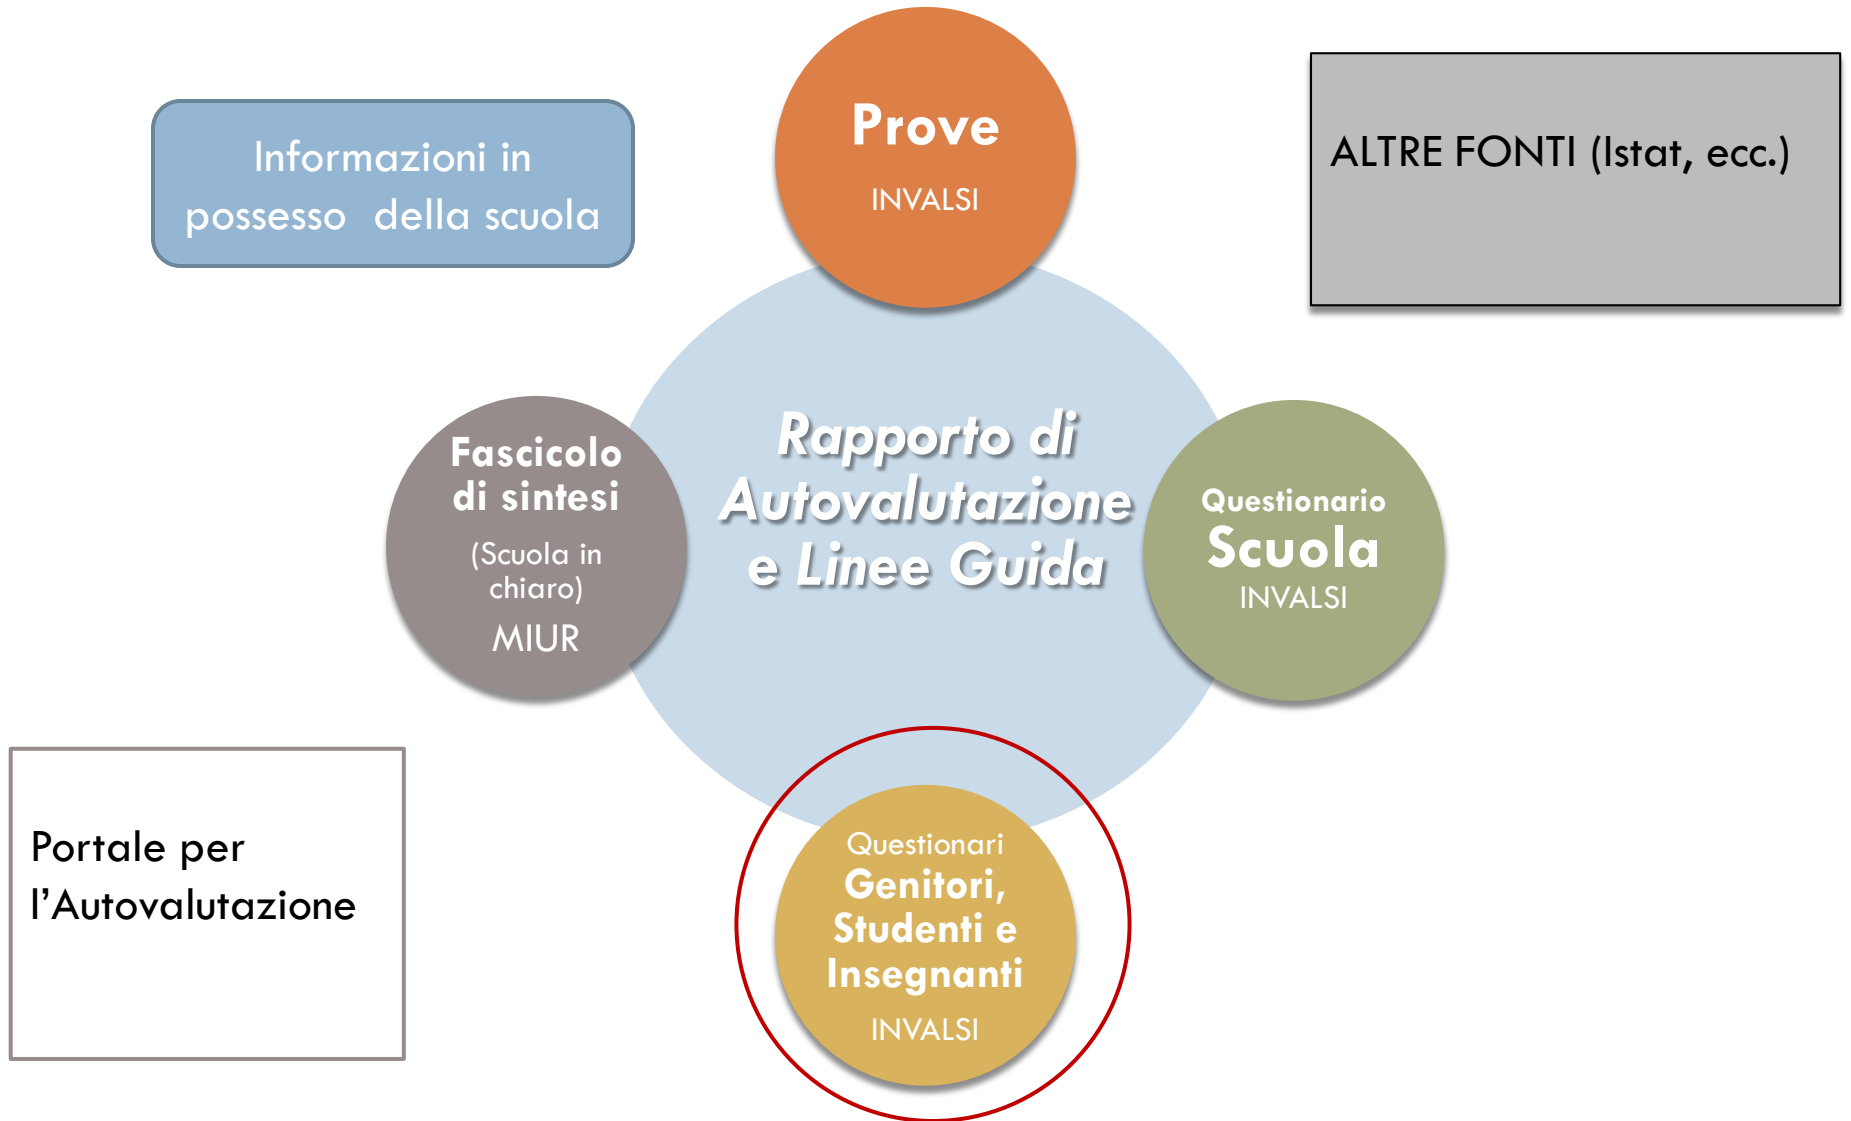 Prove
INVALSI
Informazioni in
possesso  della scuola
ALTRE FONTI (Istat, ecc.)
Rapporto di
Autovalutazione
e Linee Guida
Fascicolo
di sintesi
(Scuola in
chiaro)
MIUR
Questionario
Scuola
INVALSI
Portale per
l’Autovalutazione
Questionari
Genitori,
Studenti e
Insegnanti
INVALSI